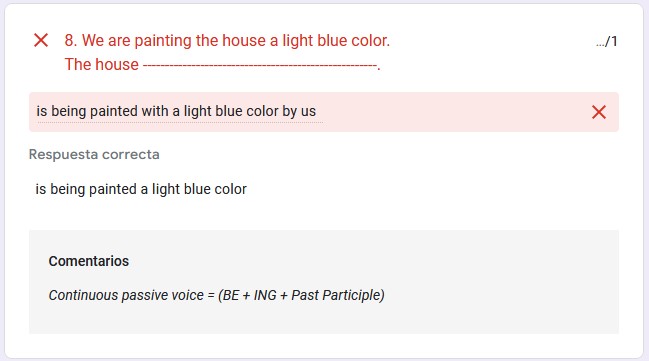 8. We are painting the house a light blue color.
…/1
The house --------------------------------------------------.
is being painted with a light blue color by us
Respuesta correcta
is being painted a light blue color
Comentarios
Continuous passive voice = (BE + ING + Past Participle)